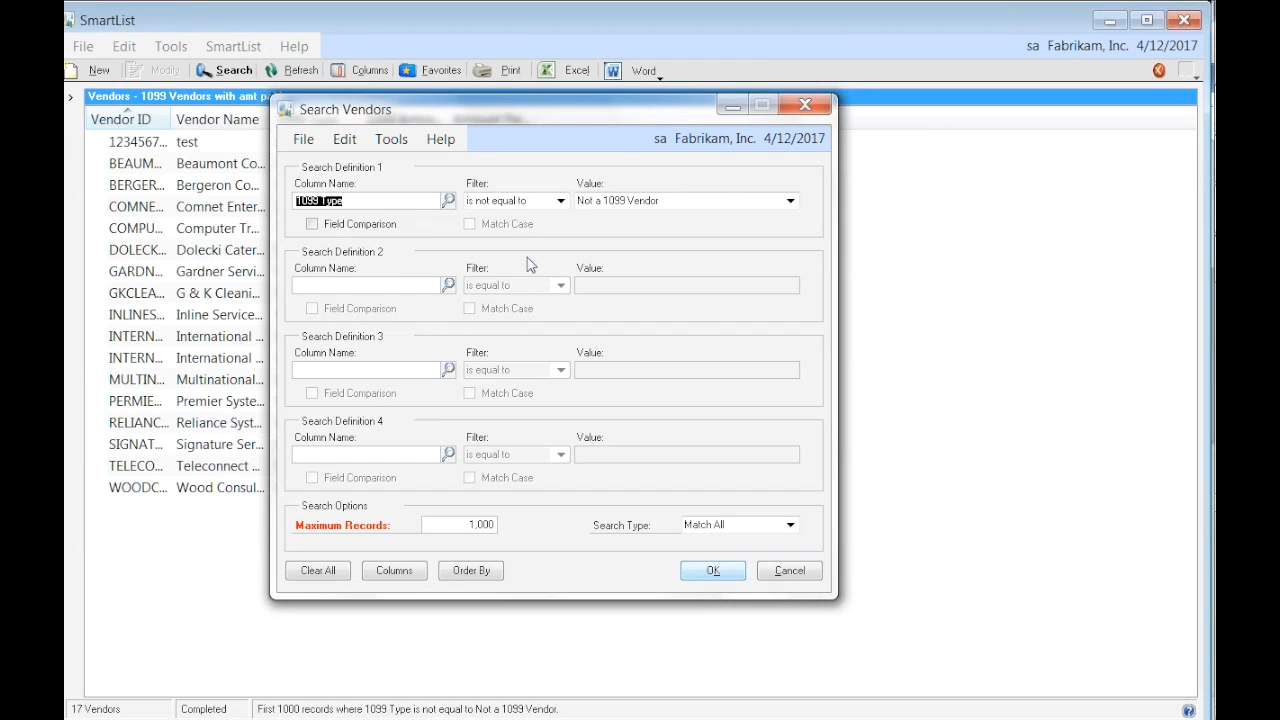 SmartList
File Edit Tools SmartList Help
sa Fabrikam, Inc. 4/12/2017
New Modify Search Refresh Columns Favorites Print Excel Word
Vendors - 1099 Vendors with amt p
Vendor ID Vendor Name
1234567... test
BEAUM... Beaumont Co...
BERGER... Bergeron Co...
COMNE... Comnet Enter...
COMPU... Computer Tr...
DOLECK... Dolecki Cater...
GARDN... Gardner Servi...
GKCLEA... G & K Cleani...
INLINES... Inline Service...
INTERN... International ...
INTERN... International ...
MULTIN... Multinational...
PERMIE... Premier Syste...
RELIANC... Reliance Syst...
SIGNAT... Signature Ser...
TELECO... Teleconnect ...
WOODC... Wood Consul...
Search Vendors
File Edit Tools Help
sa Fabrikam, Inc. 4/12/2017
Search Definition 1
Column Name: Filter: Value:
1099 Type is not equal to Not a 1099 Vendor
Field Comparison Match Case
Search Definition 2
Column Name: Filter: Value:
is equal to
Field Comparison Match Case
Search Definition 3
Column Name: Filter: Value:
is equal to
Field Comparison Match Case
Search Definition 4
Column Name: Filter: Value:
is equal to
Field Comparison Match Case
Search Options
Maximum Records: 1,000 Search Type: Match All
Clear All Columns Order By OK Cancel
17 Vendors Completed First 1000 records where 1099 Type is not equal to Not a 1099 Vendor.